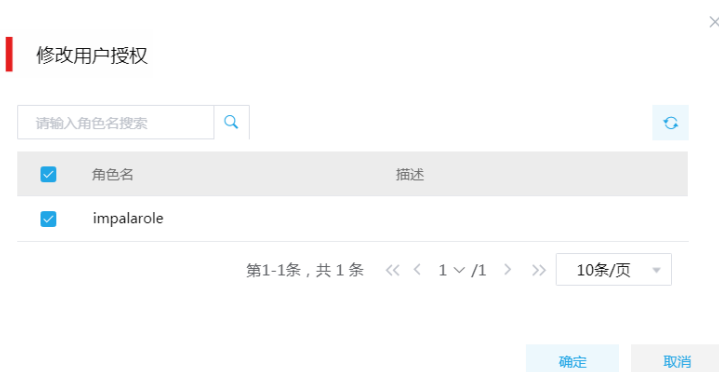 修改用户授权
请输入角色名搜索
角色名 描述
impalarole
第1-1条，共 1 条 1 /1 10条/页
确定 取消